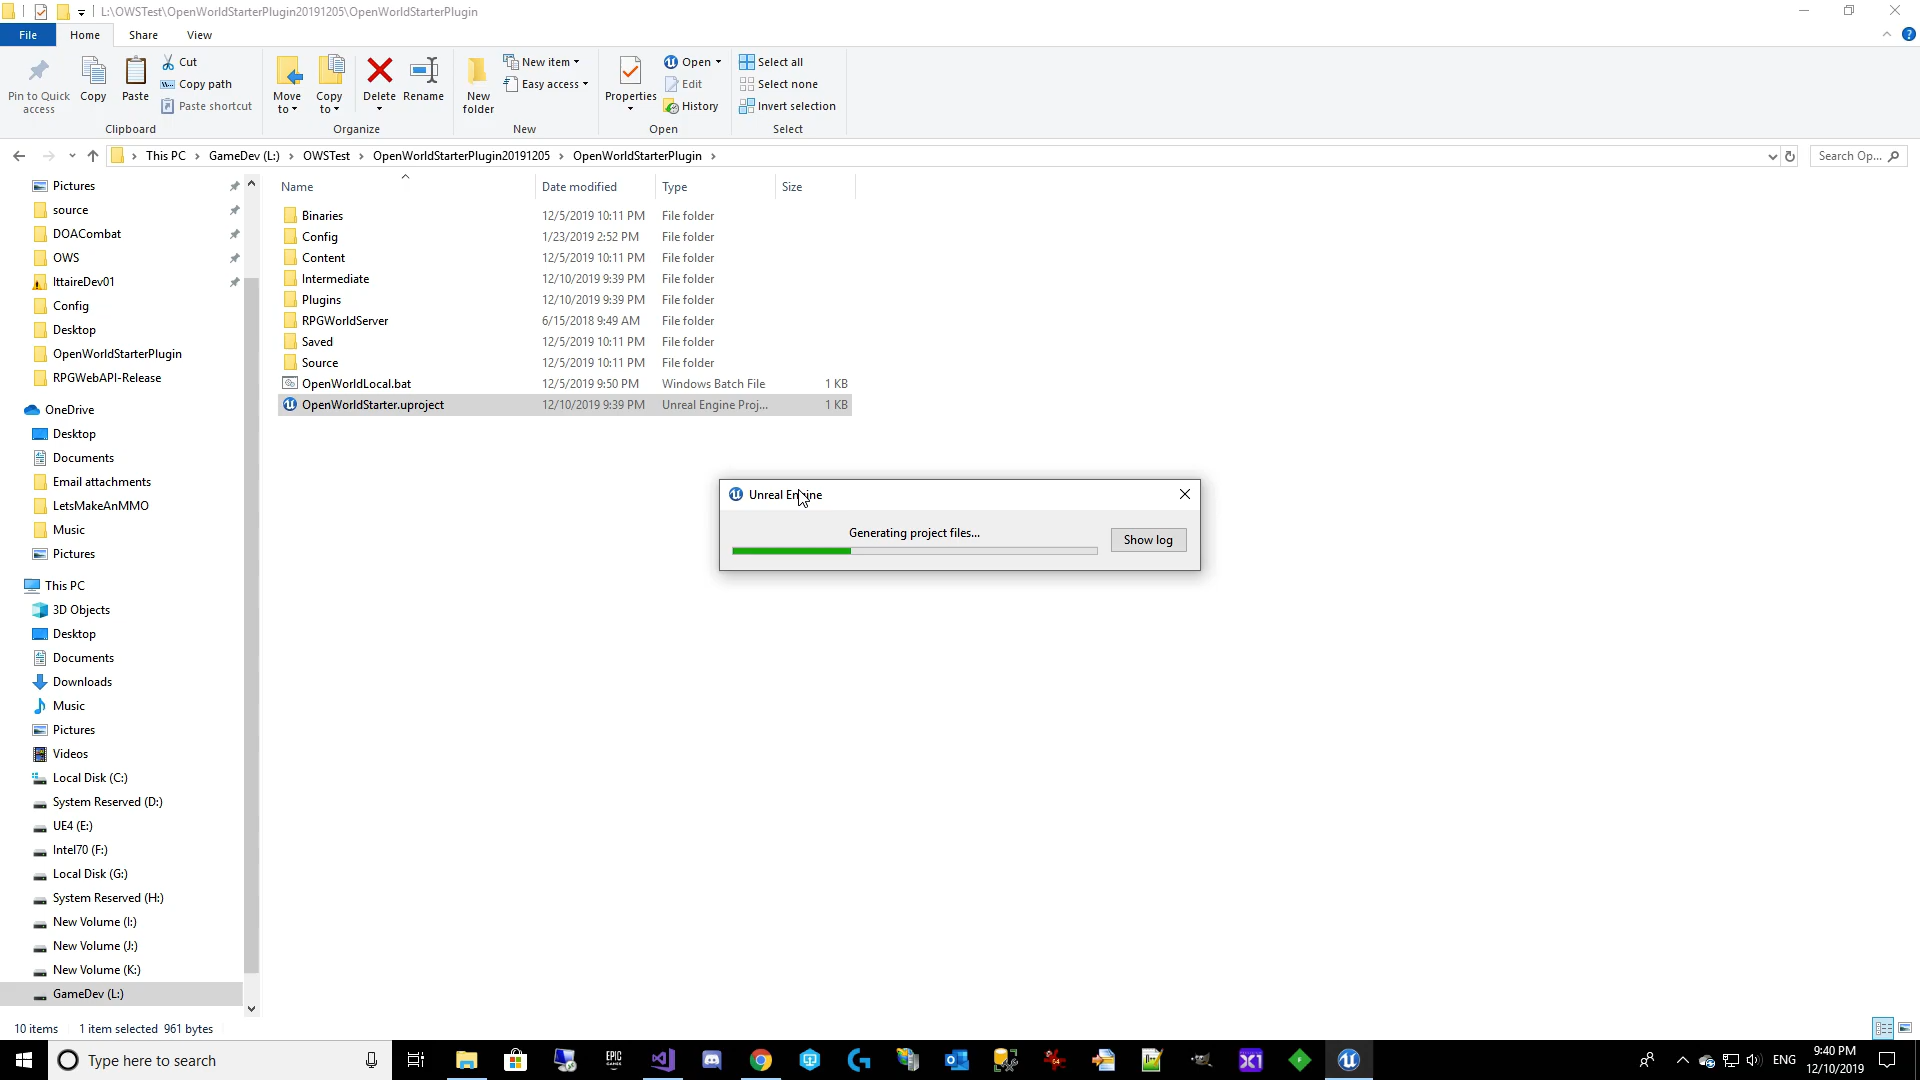 L:\OWSTest\OpenWorldStarterPlugin20191205\OpenWorldStarterPlugin
File Home Share View
Pin to Quick access
Copy
Paste
Cut
Copy path
Paste shortcut
Clipboard
Move to
Copy to
Delete
Rename
Organize
New folder
New item
Easy access
New
Properties
Open
Edit
History
Open
Select all
Select none
Invert selection
Select
This PC > GameDev (L:) > OWSTest > OpenWorldStarterPlugin20191205 > OpenWorldStarterPlugin >
Search Op...
Pictures
source
DOACombat
OWS
IttaireDev01
Config
Desktop
OpenWorldStarterPlugin
RPGWebAPI-Release
OneDrive
Desktop
Documents
Email attachments
LetsMakeAnMMO
Music
Pictures
This PC
3D Objects
Desktop
Documents
Downloads
Music
Pictures
Videos
Local Disk (C:)
System Reserved (D:)
UE4 (E:)
Intel70 (F:)
Local Disk (G:)
System Reserved (H:)
New Volume (I:)
New Volume (J:)
New Volume (K:)
GameDev (L:)
Name Date modified Type Size
Binaries 12/5/2019 10:11 PM File folder
Config 1/23/2019 2:52 PM File folder
Content 12/5/2019 10:11 PM File folder
Intermediate 12/10/2019 9:39 PM File folder
Plugins 12/10/2019 9:39 PM File folder
RPGWorldServer 6/15/2018 9:49 AM File folder
Saved 12/5/2019 10:11 PM File folder
Source 12/5/2019 10:11 PM File folder
OpenWorldLocal.bat 12/5/2019 9:50 PM Windows Batch File 1 KB
OpenWorldStarter.uproject 12/10/2019 9:39 PM Unreal Engine Proj... 1 KB
Unreal Engine
Generating project files...
Show log
10 items 1 item selected 961 bytes
Type here to search
EPIC GAMES
ENG
9:40 PM
12/10/2019